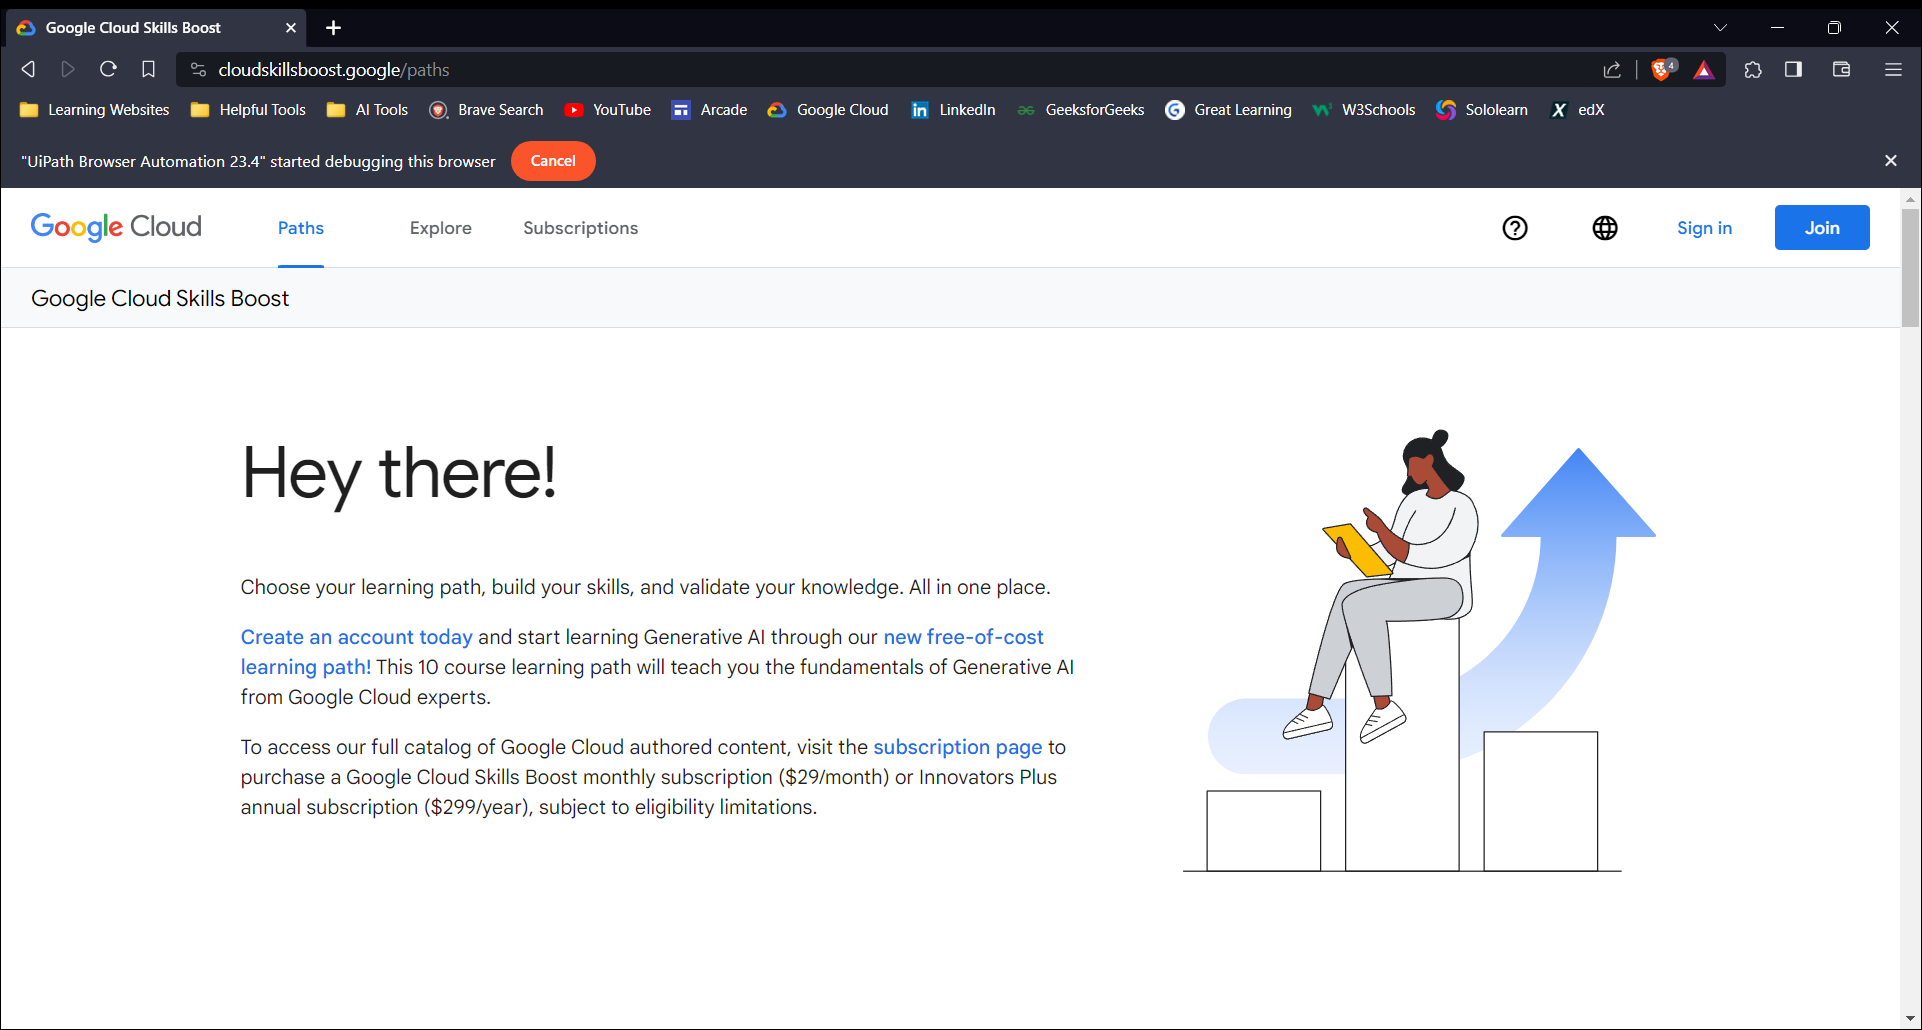 Google Cloud Skills Boost
cloudskillsboost.google/paths
4
Learning Websites Helpful Tools AI Tools Brave Search YouTube Arcade Google Cloud LinkedIn GeeksforGeeks Great Learning W3Schools Sololearn edX
"UiPath Browser Automation 23.4" started debugging this browser Cancel
Google Cloud Paths Explore Subscriptions Sign in Join
Google Cloud Skills Boost
Hey there!
Choose your learning path, build your skills, and validate your knowledge. All in one place.
Create an account today and start learning Generative AI through our new free-of-cost
learning path! This 10 course learning path will teach you the fundamentals of Generative AI
from Google Cloud experts.
To access our full catalog of Google Cloud authored content, visit the subscription page to
purchase a Google Cloud Skills Boost monthly subscription ($29/month) or Innovators Plus
annual subscription ($299/year), subject to eligibility limitations.